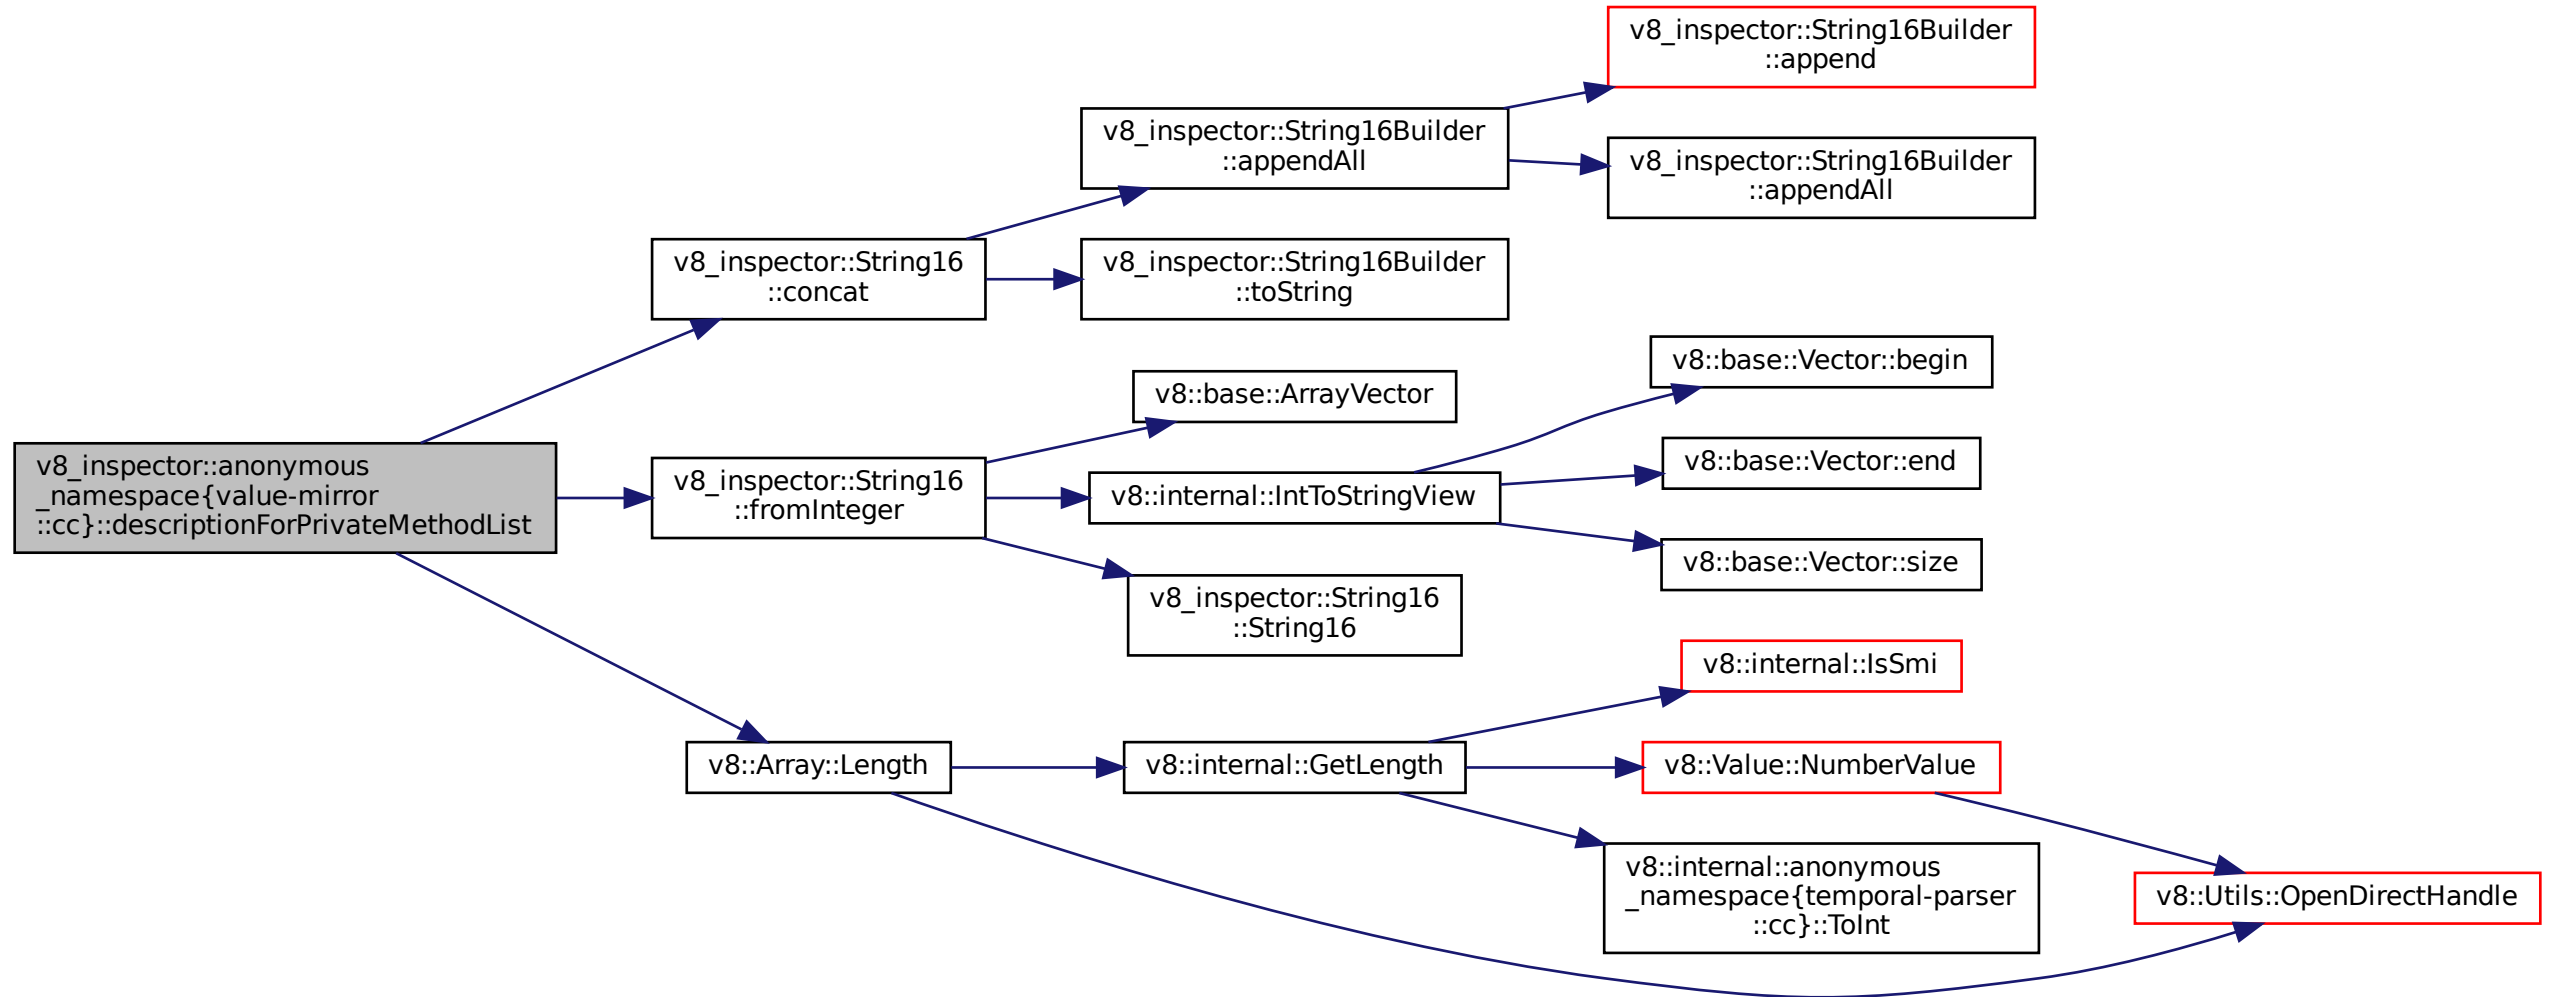 v8_inspector::anonymous
_namespace{value-mirror
::cc}::descriptionForPrivateMethodList
v8_inspector::String16
::concat
v8_inspector::String16Builder
::appendAll
v8_inspector::String16Builder
::append
v8_inspector::String16Builder
::appendAll
v8_inspector::String16Builder
::toString
v8_inspector::String16
::fromInteger
v8::base::ArrayVector
v8::internal::IntToStringView
v8::base::Vector::begin
v8::base::Vector::end
v8::base::Vector::size
v8_inspector::String16
::String16
v8::Array::Length
v8::internal::GetLength
v8::internal::IsSmi
v8::Value::NumberValue
v8::internal::anonymous
_namespace{temporal-parser
::cc}::ToInt
v8::Utils::OpenDirectHandle